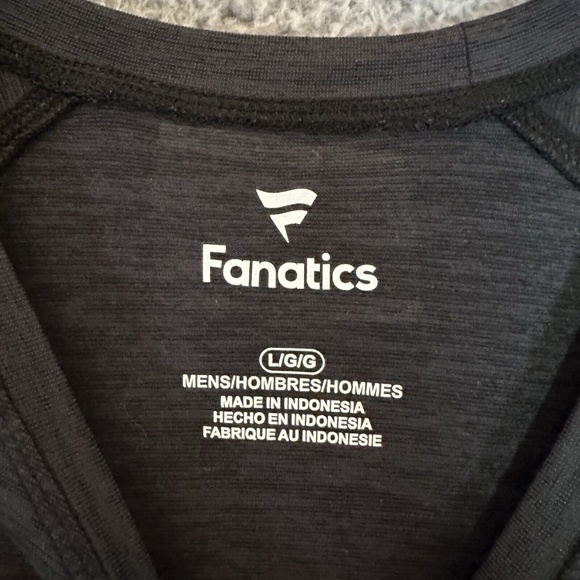 Fanatics
L/G/G
MENS/HOMBRES/HOMMES
MADE IN INDONESIA
HECHO EN INDONESIA
FABRIQUE AU INDONESIE